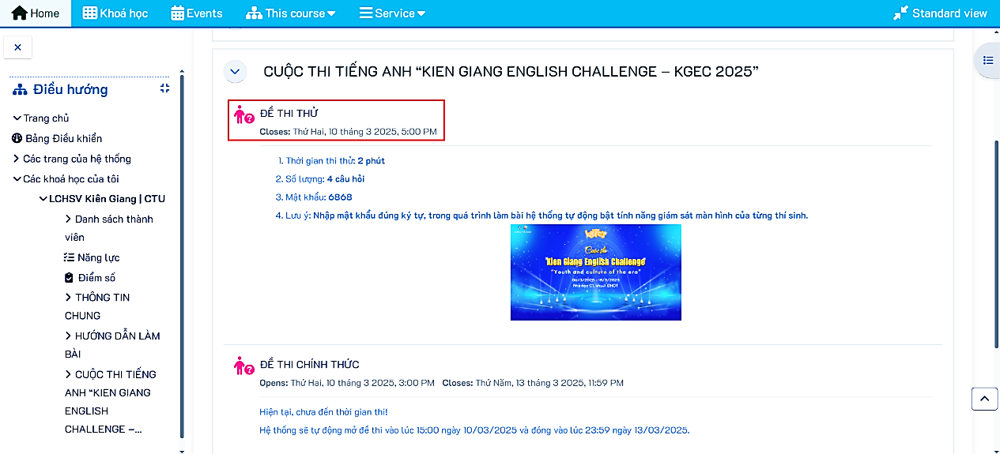 Home
Khoá học
Events
This course
Service
Standard view
Điều hướng
Trang chủ
Bảng Điều khiển
Các trang của hệ thống
Các khoá học của tôi
LCHSV Kiên Giang | CTU
Danh sách thành
viên
Năng lực
Điểm số
THÔNG TIN
CHUNG
HƯỚNG DẪN LÀM
BÀI
CUỘC THI TIẾNG
ANH “KIEN GIANG
ENGLISH
CHALLENGE –...
CUỘC THI TIẾNG ANH “KIEN GIANG ENGLISH CHALLENGE – KGEC 2025”
ĐỀ THI THỬ
Closes: Thứ Hai, 10 tháng 3 2025, 5:00 PM
1. Thời gian thi thử: 2 phút
2. Số lượng: 4 câu hỏi
3. Mật khẩu: 6868
4. Lưu ý: Nhập mật khẩu đúng ký tự, trong quá trình làm bài hệ thống tự động bật tính năng giám sát màn hình của từng thí sinh.
Cuộc thi
"Kien Giang English Challenge"
"Youth and culture of the era"
ĐỀ THI CHÍNH THỨC
Opens: Thứ Hai, 10 tháng 3 2025, 3:00 PM Closes: Thứ Năm, 13 tháng 3 2025, 11:59 PM
Hiện tại, chưa đến thời gian thi!
Hệ thống sẽ tự động mở đề thi vào lúc 15:00 ngày 10/03/2025 và đóng vào lúc 23:59 ngày 13/03/2025.